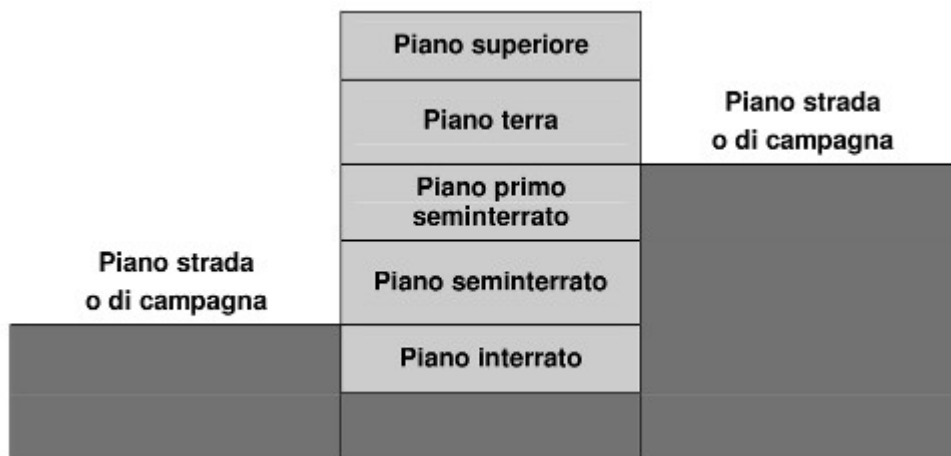 Piano superiore
Piano terra
Piano strada
o di campagna
Piano primo
seminterrato
Piano strada
o di campagna
Piano seminterrato
Piano interrato